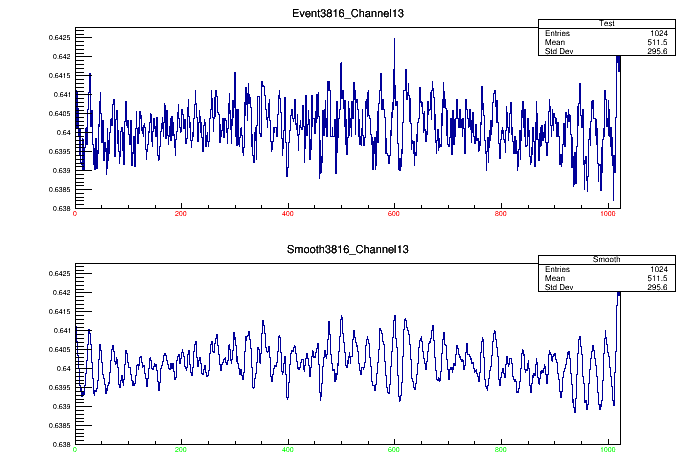 Event3816_Channel13
Test
Entries 1024
Mean 511.5
Std Dev 295.6
0.6425
0.642
0.6415
0.641
0.6405
0.64
0.6395
0.639
0.6385
0.638
0 200 400 600 800 1000
Smooth3816_Channel13
Smooth
Entries 1024
Mean 511.5
Std Dev 295.6
0.6425
0.642
0.6415
0.641
0.6405
0.64
0.6395
0.639
0.6385
0.638
0 200 400 600 800 1000